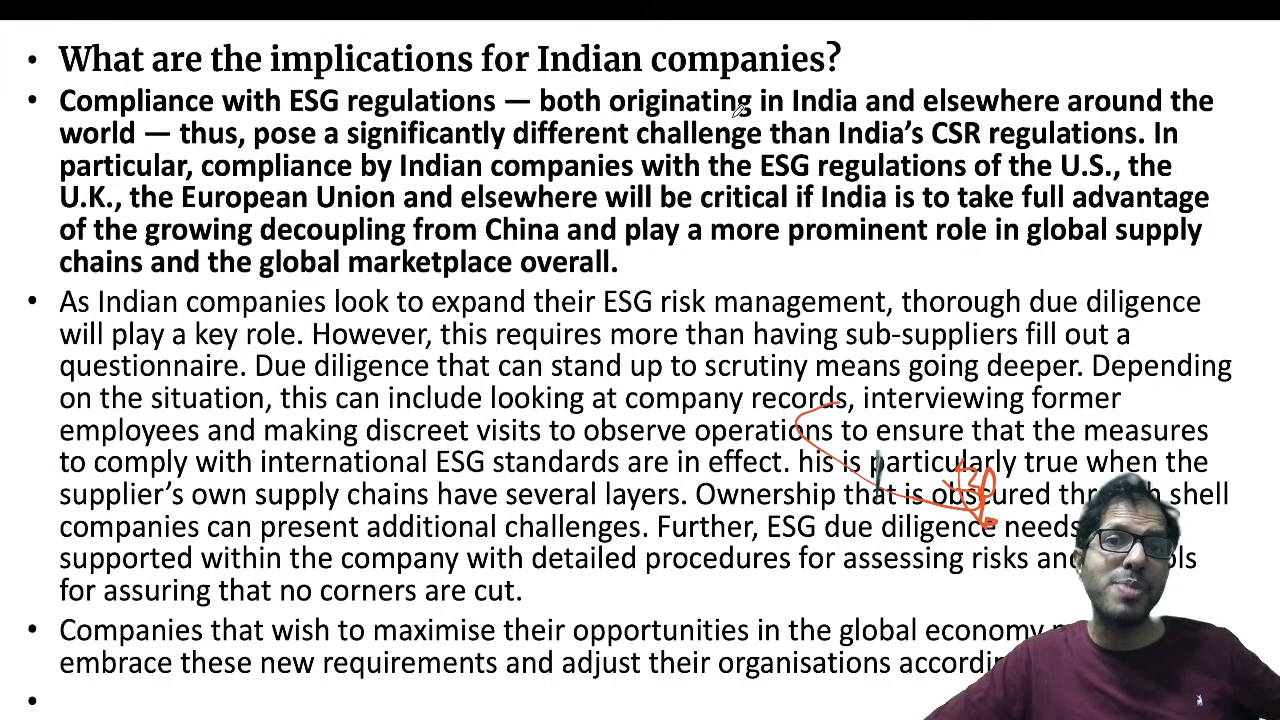 • What are the implications for Indian companies?
• Compliance with ESG regulations — both originating in India and elsewhere around the
world — thus, pose a significantly different challenge than India's CSR regulations. In
particular, compliance by Indian companies with the ESG regulations of the U.S., the
U.K., the European Union and elsewhere will be critical if India is to take full advantage
of the growing decoupling from China and play a more prominent role in global supply
chains and the global marketplace overall.
• As Indian companies look to expand their ESG risk management, thorough due diligence
will play a key role. However, this requires more than having sub-suppliers fill out a
questionnaire. Due diligence that can stand up to scrutiny means going deeper. Depending
on the situation, this can include looking at company records, interviewing former
employees and making discreet visits to observe operations to ensure that the measures
to comply with international ESG standards are in effect. his is particularly true when the
supplier's own supply chains have several layers. Ownership that is obscured through shell
companies can present additional challenges. Further, ESG due diligence needs
supported within the company with detailed procedures for assessing risks and
for assuring that no corners are cut.
• Companies that wish to maximise their opportunities in the global economy
embrace these new requirements and adjust their organisations
•